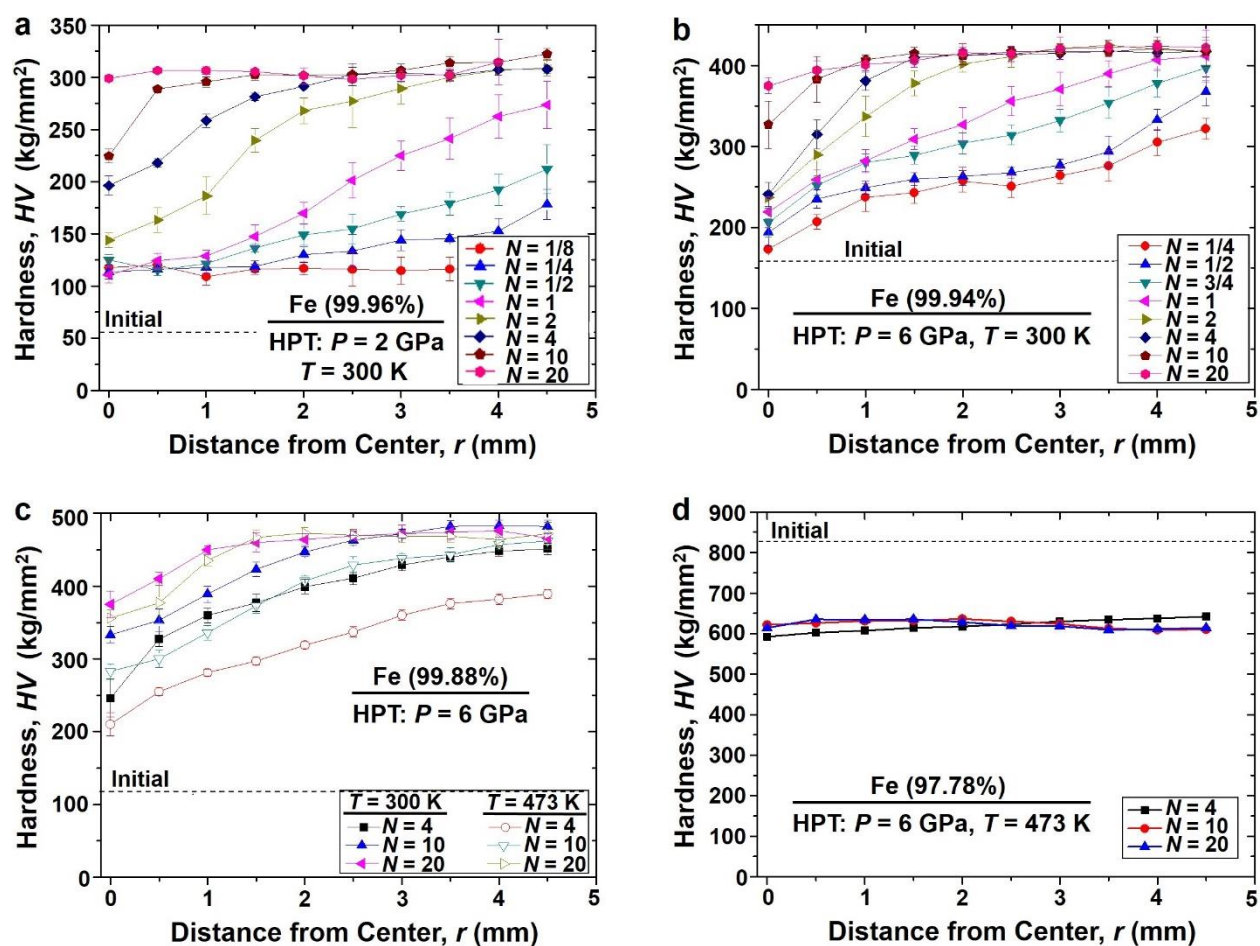 a
Hardness, HV (kg/mm²)
350
300
250
200
150
100
50
0
Initial
Fe (99.96%)
HPT: P = 2 GPa
T = 300 K
N = 1/8
N = 1/4
N = 1/2
N = 1
N = 2
N = 4
N = 10
N = 20
0 1 2 3 4 5
Distance from Center, r (mm)
b
Hardness, HV (kg/mm²)
400
300
200
100
0
Initial
Fe (99.94%)
HPT: P = 6 GPa, T = 300 K
N = 1/4
N = 1/2
N = 3/4
N = 1
N = 2
N = 4
N = 10
N = 20
0 1 2 3 4 5
Distance from Center, r (mm)
c
Hardness, HV (kg/mm²)
500
400
300
200
100
0
Fe (99.88%)
HPT: P = 6 GPa
Initial
T = 300 K T = 473 K
N = 4 N = 4
N = 10 N = 10
N = 20 N = 20
0 1 2 3 4 5
Distance from Center, r (mm)
d
Hardness, HV (kg/mm²)
900
800
700
600
500
400
300
200
100
0
Initial
Fe (97.78%)
HPT: P = 6 GPa, T = 473 K
N = 4
N = 10
N = 20
0 1 2 3 4 5
Distance from Center, r (mm)